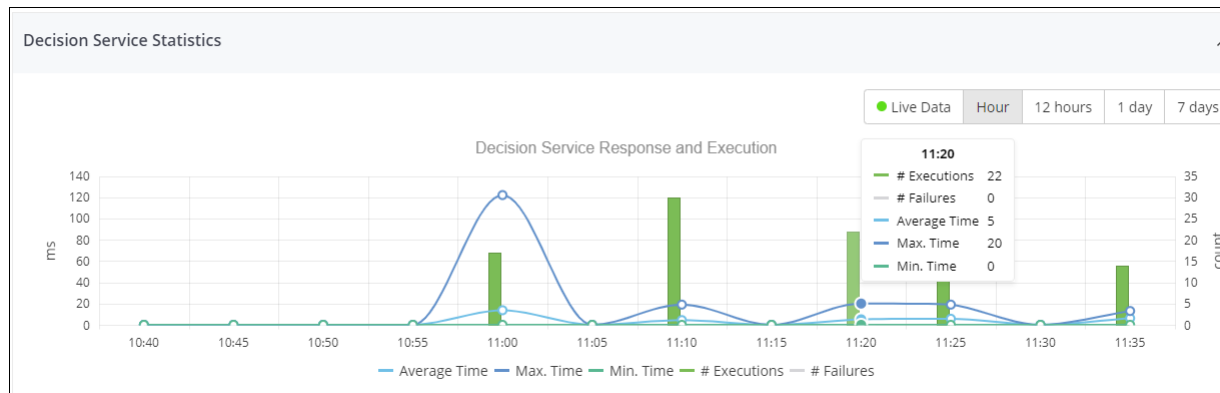 Decision Service Statistics
Live Data Hour 12 hours 1 day 7 days
Decision Service Response and Execution
11:20
# Executions 22
# Failures 0
Average Time 5
Max. Time 20
Min. Time 0
140 35
120 30
100 25
80 20
60 15
40 10
20 5
0 0
ms
count
10:40 10:45 10:50 10:55 11:00 11:05 11:10 11:15 11:20 11:25 11:30 11:35
Average Time Max. Time Min. Time # Executions # Failures